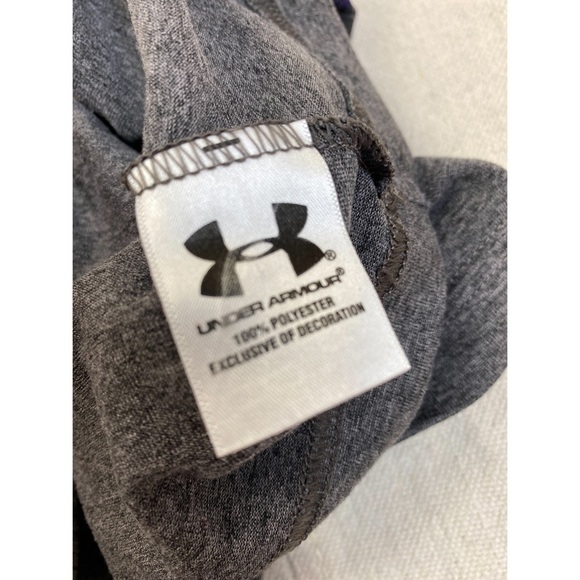 ®
UNDER ARMOUR®
100% POLYESTER
EXCLUSIVE OF DECORATION